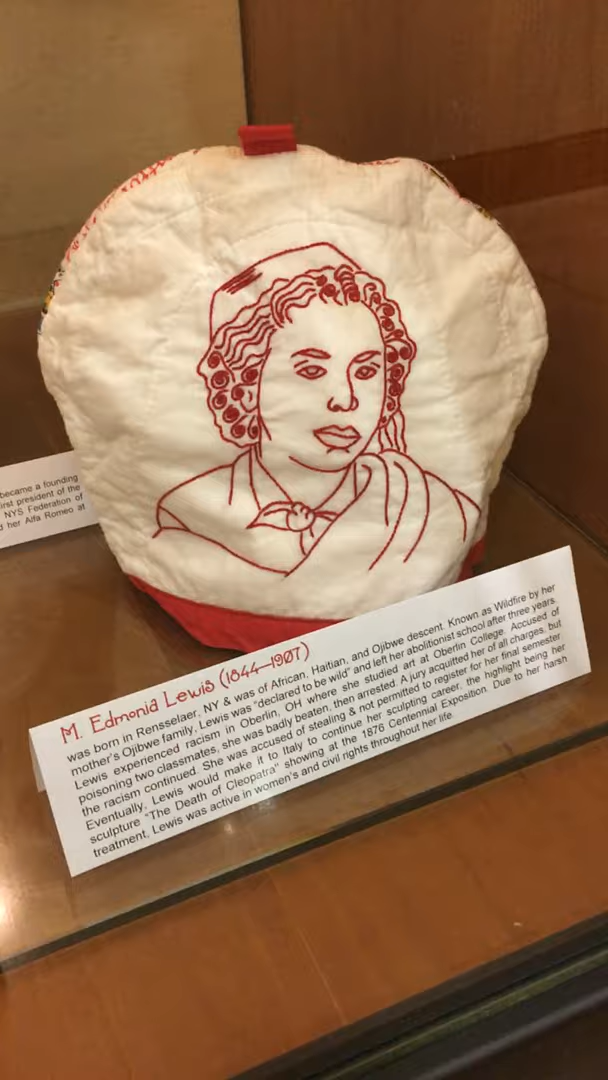 became a founding
first president of the
NYS Federation of
her Alfa Romeo at
M. Edmonia Lewis (1844–1907)
was born in Rensselaer, NY & was of African, Haitian, and Ojibwe descent. Known as Wildfire by her
mother's Ojibwe family, Lewis was "declared to be wild" and left her abolitionist school after three years.
Lewis experienced racism in Oberlin, OH where she studied art at Oberlin College. Accused of
poisoning two classmates, she was badly beaten, then arrested. A jury acquitted her of all charges, but
the racism continued. She was accused of stealing & not permitted to register for her final semester
Eventually, Lewis would make it to Italy to continue her sculpting career, the highlight being her
sculpture "The Death of Cleopatra" showing at the 1876 Centennial Exposition. Due to her harsh
treatment, Lewis was active in women's and civil rights throughout her life.